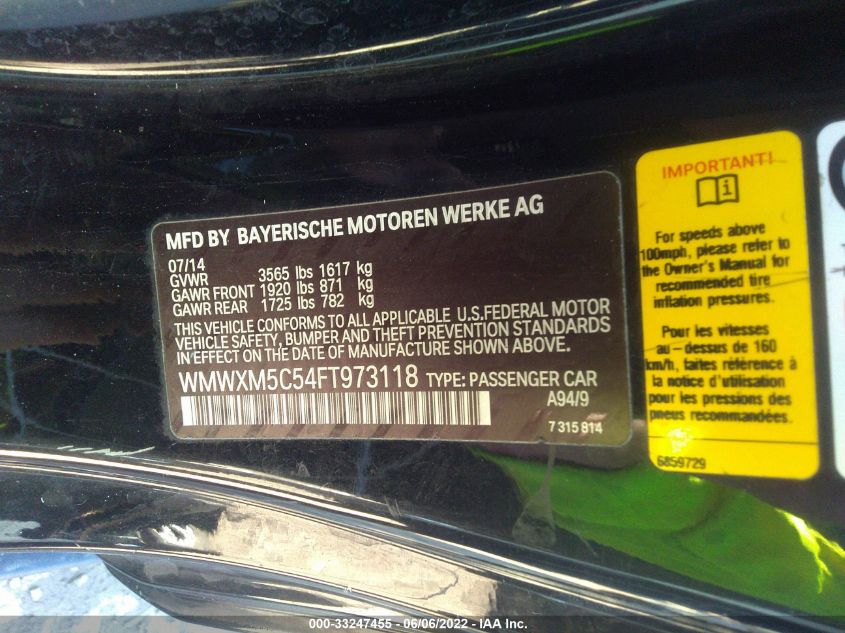 MFD BY BAYERISCHE MOTOREN WERKE AG
07/14
GVWR 3565 lbs 1617 kg
GAWR FRONT 1920 lbs 871 kg
GAWR REAR 1725 lbs 782 kg
THIS VEHICLE CONFORMS TO ALL APPLICABLE U.S.FEDERAL MOTOR
VEHICLE SAFETY, BUMPER AND THEFT PREVENTION STANDARDS
IN EFFECT ON THE DATE OF MANUFACTURE SHOWN ABOVE.
WMWXM5C54FT973118 TYPE: PASSENGER CAR
A94/9
7 315 814
IMPORTANT!
i
For speeds above
100mph, please refer to
the Owner's Manual for
recommended tire
inflation pressures.
Pour les vitesses
au-dessus de 160
km/h, faites référence
à la notice d'utilisation
pour les pressions des
pneus recommandées.
6859729
000-33247455 - 06/06/2022 - IAA Inc.